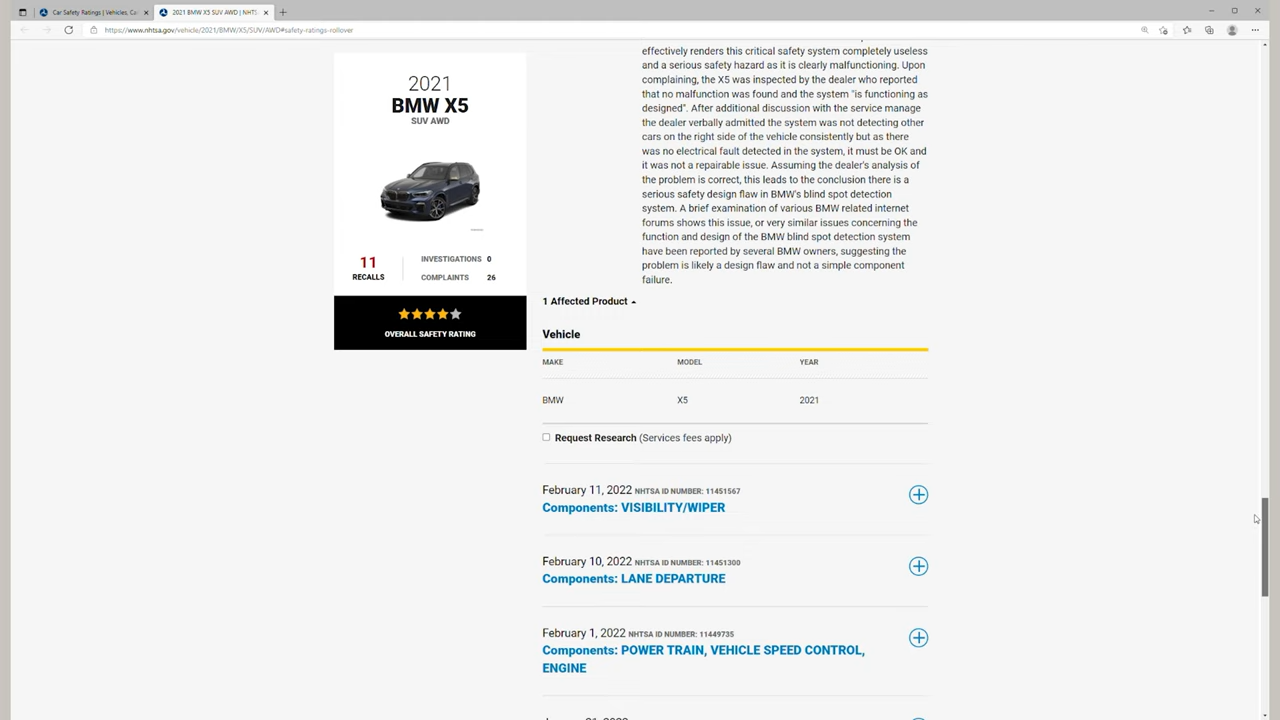 Car Safety Ratings | Vehicles, Ca
2021 BMW X5 SUV AWD | NHTS
https://www.nhtsa.gov/vehicle/2021/BMW/X5/SUV/AWD#safety-ratings-rollover
2021
BMW X5
SUV AWD
11
RECALLS
INVESTIGATIONS 0
COMPLAINTS 26
OVERALL SAFETY RATING
effectively renders this critical safety system completely useless
and a serious safety hazard as it is clearly malfunctioning. Upon
complaining, the X5 was inspected by the dealer who reported
that no malfunction was found and the system "is functioning as
designed". After additional discussion with the service manage
the dealer verbally admitted the system was not detecting other
cars on the right side of the vehicle consistently but as there
was no electrical fault detected in the system, it must be OK and
it was not a repairable issue. Assuming the dealer's analysis of
the problem is correct, this leads to the conclusion there is a
serious safety design flaw in BMW's blind spot detection
system. A brief examination of various BMW related internet
forums shows this issue, or very similar issues concerning the
function and design of the BMW blind spot detection system
have been reported by several BMW owners, suggesting the
problem is likely a design flaw and not a simple component
failure.
1 Affected Product
Vehicle
MAKE MODEL YEAR
BMW X5 2021
Request Research (Services fees apply)
February 11, 2022 NHTSA ID NUMBER: 11451567
Components: VISIBILITY/WIPER
February 10, 2022 NHTSA ID NUMBER: 11451300
Components: LANE DEPARTURE
February 1, 2022 NHTSA ID NUMBER: 11449735
Components: POWER TRAIN, VEHICLE SPEED CONTROL,
ENGINE